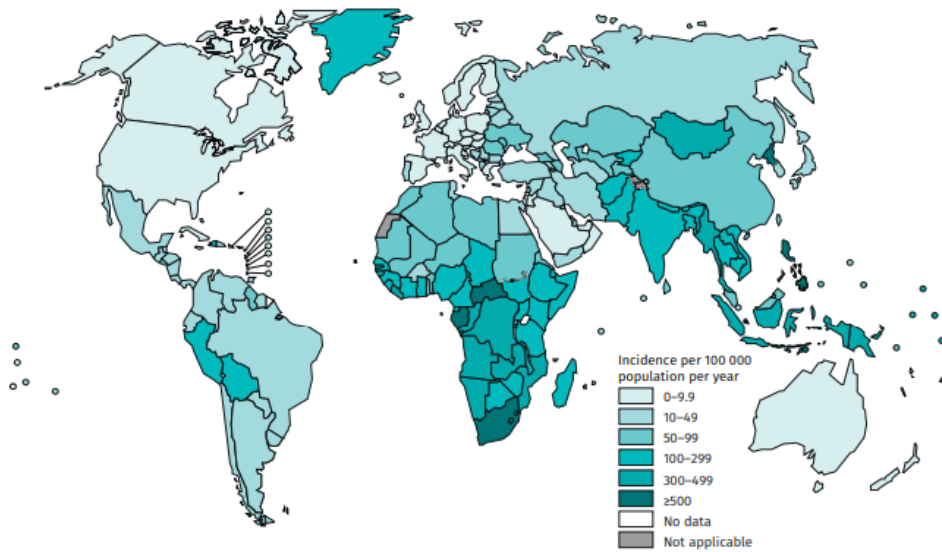 Incidence per 100 000
population per year
0–9.9
10–49
50–99
100–299
300–499
≥500
No data
Not applicable